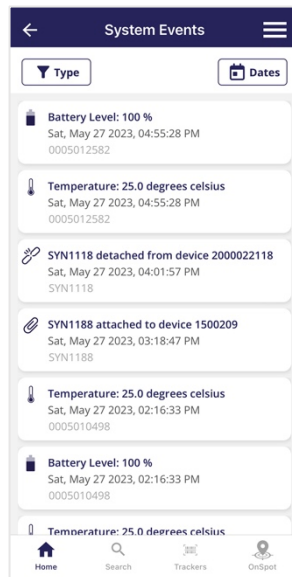 System Events
Type
Dates
Battery Level: 100 %
Sat, May 27 2023, 04:55:28 PM
0005012582
Temperature: 25.0 degrees celsius
Sat, May 27 2023, 04:55:28 PM
0005012582
SYN1118 detached from device 2000022118
Sat, May 27 2023, 04:01:57 PM
SYN1118
SYN1188 attached to device 1500209
Sat, May 27 2023, 03:18:47 PM
SYN1188
Temperature: 25.0 degrees celsius
Sat, May 27 2023, 02:16:33 PM
0005010498
Battery Level: 100 %
Sat, May 27 2023, 02:16:33 PM
0005010498
Temperature: 25.0 degrees celsius
Home
Search
Trackers
OnSpot